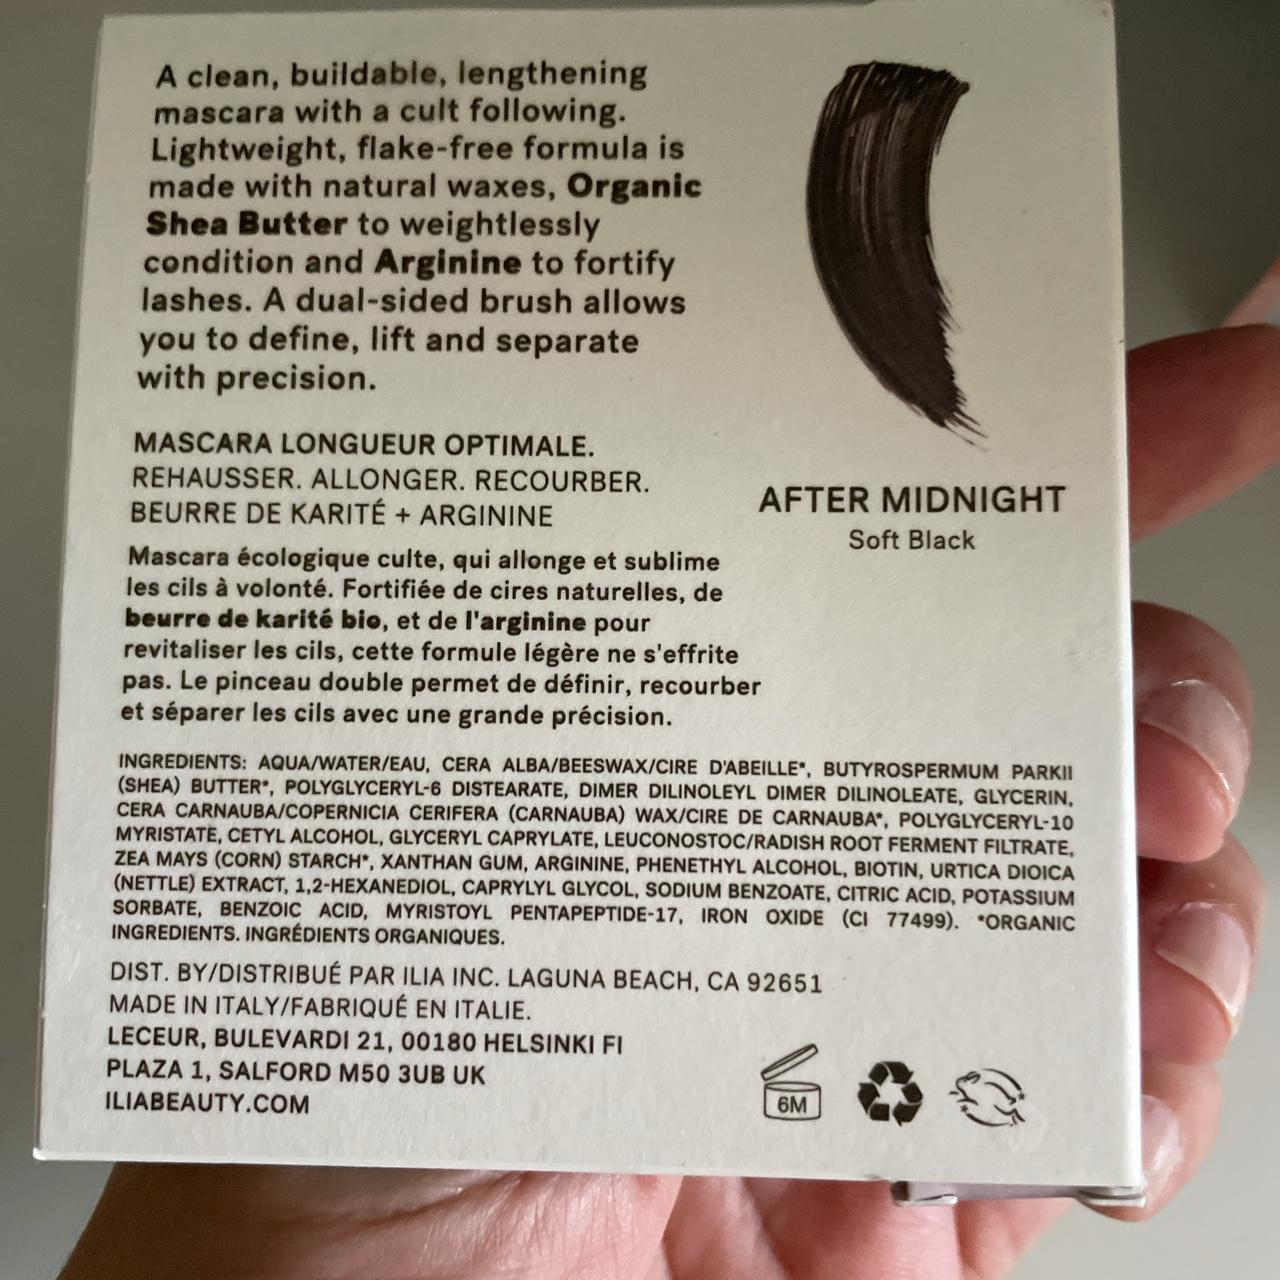 A clean, buildable, lengthening
mascara with a cult following.
Lightweight, flake-free formula is
made with natural waxes, Organic
Shea Butter to weightlessly
condition and Arginine to fortify
lashes. A dual-sided brush allows
you to define, lift and separate
with precision.
MASCARA LONGUEUR OPTIMALE.
REHAUSSER. ALLONGER. RECOURBER.
BEURRE DE KARITÉ + ARGININE
AFTER MIDNIGHT
Soft Black
Mascara écologique culte, qui allonge et sublime
les cils à volonté. Fortifiée de cires naturelles, de
beurre de karité bio, et de l'arginine pour
revitaliser les cils, cette formule légère ne s'effrite
pas. Le pinceau double permet de définir, recourber
et séparer les cils avec une grande précision.
INGREDIENTS: AQUA/WATER/EAU, CERA ALBA/BEESWAX/CIRE D'ABEILLE*, BUTYROSPERMUM PARKII
(SHEA) BUTTER*, POLYGLYCERYL-6 DISTEARATE, DIMER DILINOLEYL DIMER DILINOLEATE, GLYCERIN,
CERA CARNAUBA/COPERNICIA CERIFERA (CARNAUBA) WAX/CIRE DE CARNAUBA*, POLYGLYCERYL-10
MYRISTATE, CETYL ALCOHOL, GLYCERYL CAPRYLATE, LEUCONOSTOC/RADISH ROOT FERMENT FILTRATE,
ZEA MAYS (CORN) STARCH*, XANTHAN GUM, ARGININE, PHENETHYL ALCOHOL, BIOTIN, URTICA DIOICA
(NETTLE) EXTRACT, 1,2-HEXANEDIOL, CAPRYLYL GLYCOL, SODIUM BENZOATE, CITRIC ACID, POTASSIUM
SORBATE, BENZOIC ACID, MYRISTOYL PENTAPEPTIDE-17, IRON OXIDE (CI 77499). *ORGANIC
INGREDIENTS. INGRÉDIENTS ORGANIQUES.
DIST. BY/DISTRIBUÉ PAR ILIA INC. LAGUNA BEACH, CA 92651
MADE IN ITALY/FABRIQUÉ EN ITALIE.
LECEUR, BULEVARDI 21, 00180 HELSINKI FI
PLAZA 1, SALFORD M50 3UB UK
ILIABEAUTY.COM
6M